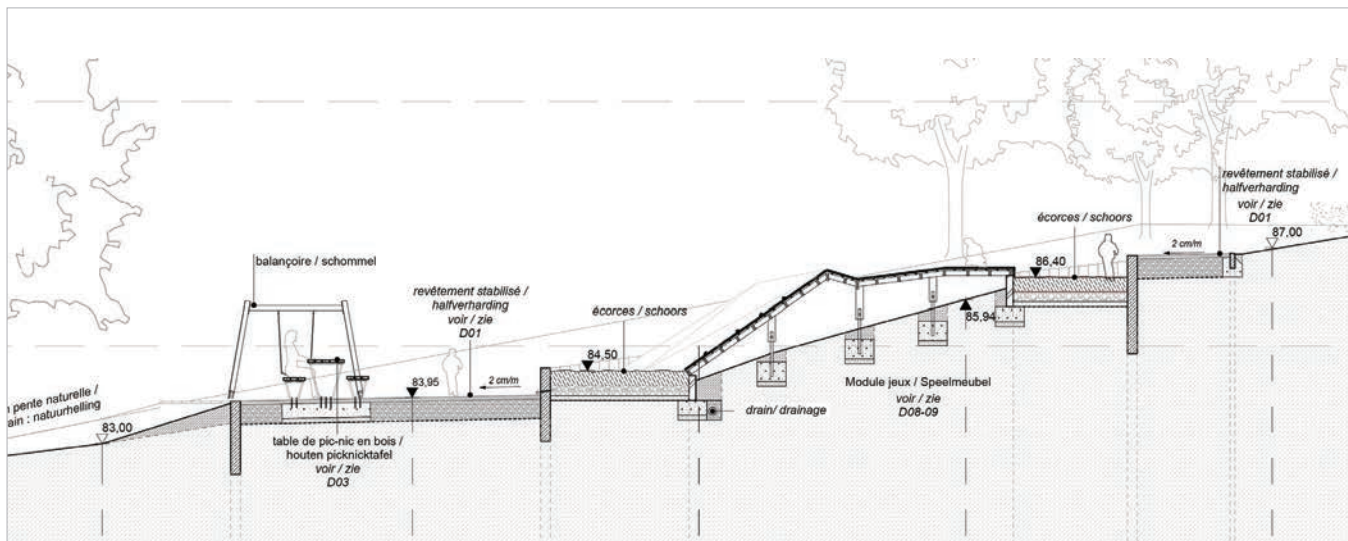 revêtement stabilisé /
halfverharding
voir / zie
D01
87,00
écorces / schoors
2 cm/m
86,40
balançoire / schommel
revêtement stabilisé /
halfverharding
voir / zie
D01
écorces / schoors
85,94
84,50
Module jeux / Speelmeubel
voir / zie
D08-09
83,95
2 cm/m
drain/ drainage
pente naturelle /
: natuurhelling
83,00
table de pic-nic en bois /
houten picknicktafel
voir / zie
D03